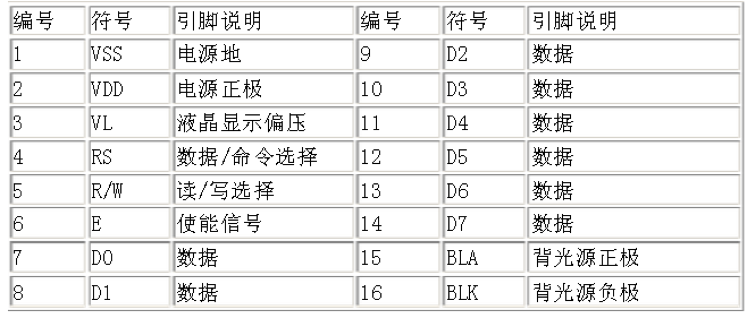 编号 符号 引脚说明 编号 符号 引脚说明
1 VSS 电源地 9 D2 数据
2 VDD 电源正极 10 D3 数据
3 VL 液晶显示偏压 11 D4 数据
4 RS 数据/命令选择 12 D5 数据
5 R/W 读/写选择 13 D6 数据
6 E 使能信号 14 D7 数据
7 D0 数据 15 BLA 背光源正极
8 D1 数据 16 BLK 背光源负极